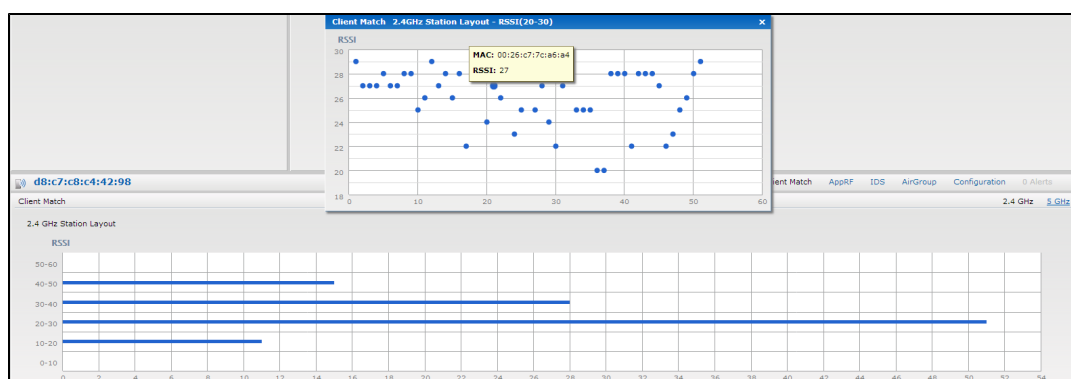 Client Match 2.4GHz Station Layout - RSSI(20-30) ×
RSSI
MAC: 00:26:c7:7c:a6:a4
RSSI: 27
30
28
26
24
22
20
18
0 10 20 30 40 50 60
d8:c7:c8:c4:42:98
ent Match AppRF IDS AirGroup Configuration 0 Alerts
Client Match 2.4 GHz 5 GHz
2.4 GHz Station Layout
RSSI
50-60
40-50
30-40
20-30
10-20
0-10
0 2 4 6 8 10 12 14 16 18 20 22 24 26 28 30 32 34 36 38 40 42 44 46 48 50 52 54